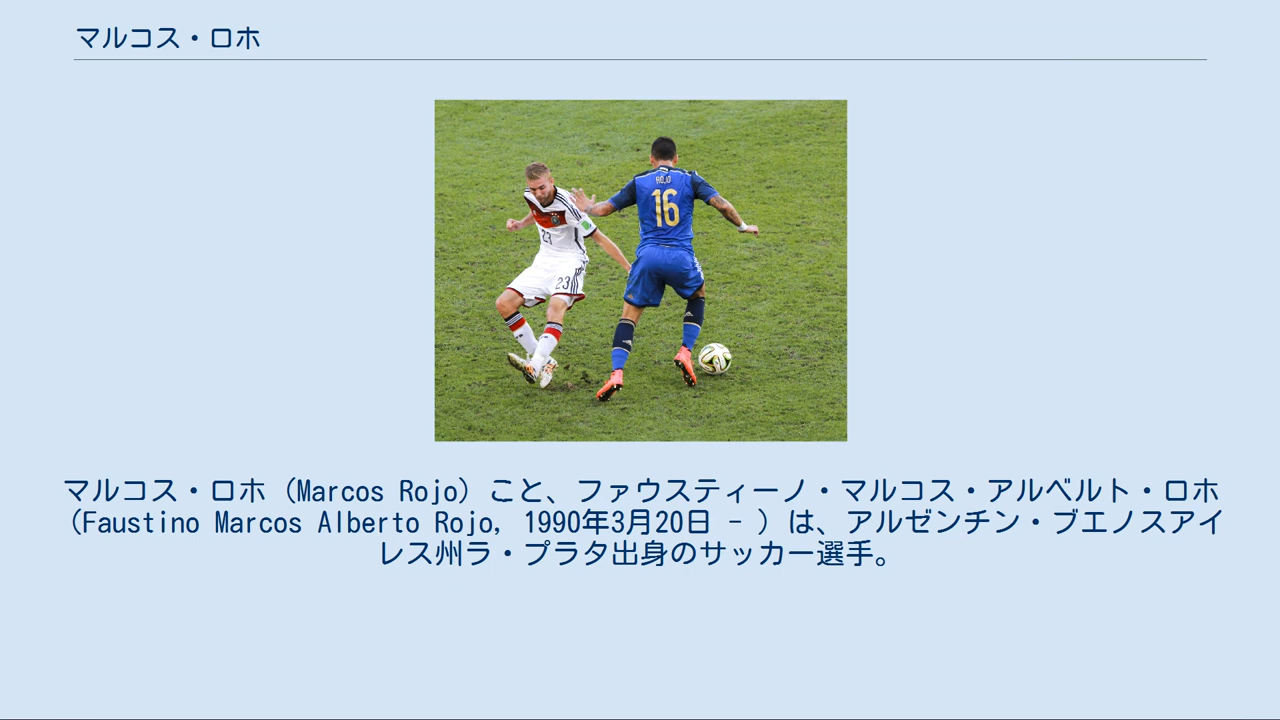 マルコス・ロホ
ROJO
16
23
23
マルコス・ロホ（Marcos Rojo）こと、ファウスティーノ・マルコス・アルベルト・ロホ
（Faustino Marcos Alberto Rojo, 1990年3月20日 - ）は、アルゼンチン・ブエノスアイ
レス州ラ・プラタ出身のサッカー選手。